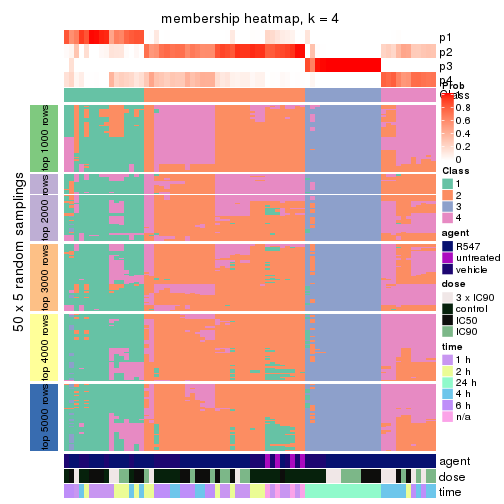 membership heatmap, k = 4
p1
p2
p3
p4
Prob
0.8
0.6
0.4
0.2
0
Class
1
2
3
4
agent
R547
untreated
vehicle
dose
3 x IC90
control
IC50
IC90
time
1 h
2 h
24 h
4 h
6 h
n/a
50 x 5 random samplings
top 1000 rows
top 2000 rows
top 3000 rows
top 4000 rows
top 5000 rows
agent
dose
time